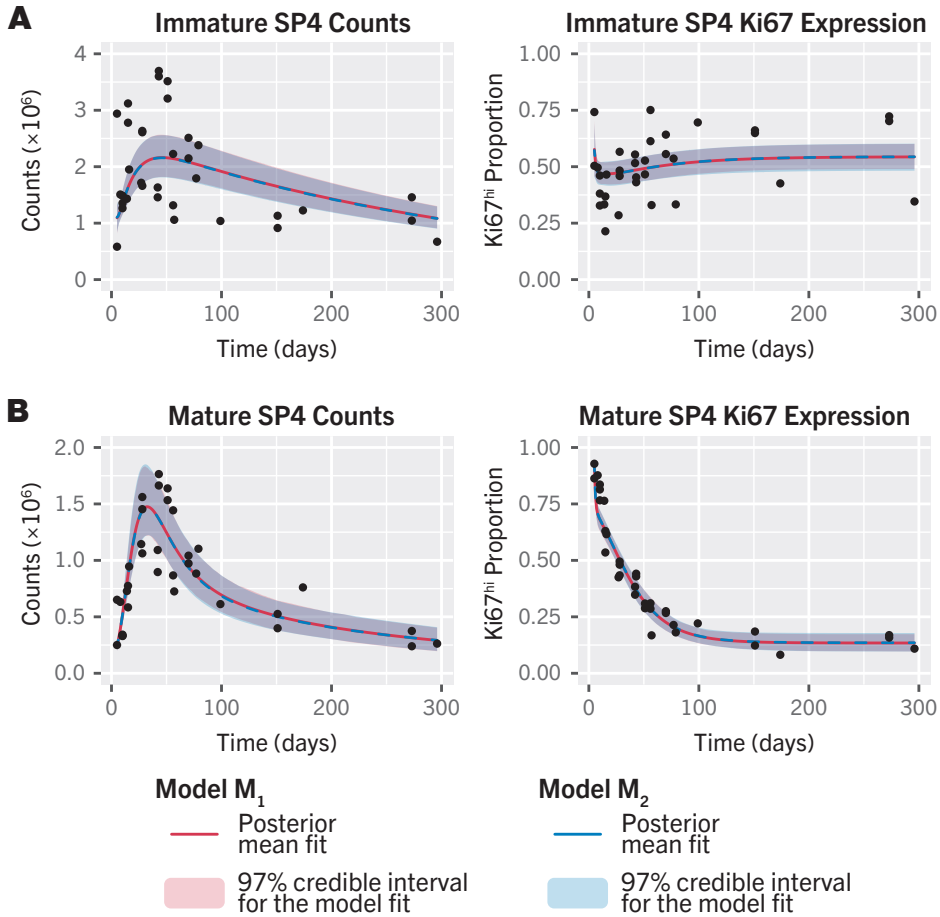 A
Immature SP4 Counts
Counts (×10⁶)
4
3
2
1
0
0 100 200 300
Time (days)
Immature SP4 Ki67 Expression
Ki67ʰⁱ Proportion
1.00
0.75
0.50
0.25
0.00
0 100 200 300
Time (days)
B
Mature SP4 Counts
Counts (×10⁶)
2.0
1.5
1.0
0.5
0.0
0 100 200 300
Time (days)
Mature SP4 Ki67 Expression
Ki67ʰⁱ Proportion
1.00
0.75
0.50
0.25
0.00
0 100 200 300
Time (days)
Model M₁
Posterior
mean fit
97% credible interval
for the model fit
Model M₂
Posterior
mean fit
97% credible interval
for the model fit